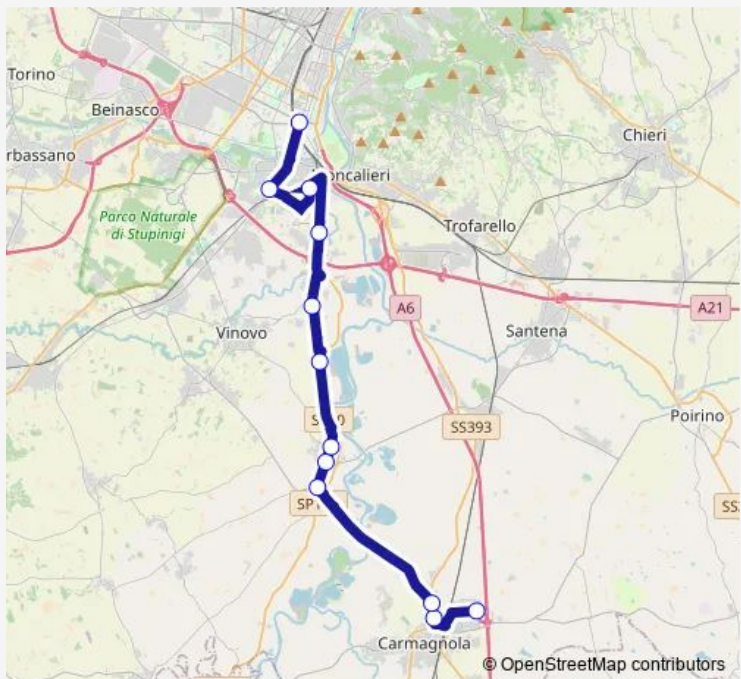 Torino
Beinasco
Chieri
rbassano
oncalieri
Parco Naturale
di Stupinigi
Trofarello
A6
A21
Vinovo
Santena
Poirino
SS393
Carmagnola
© OpenStreetMap contributors